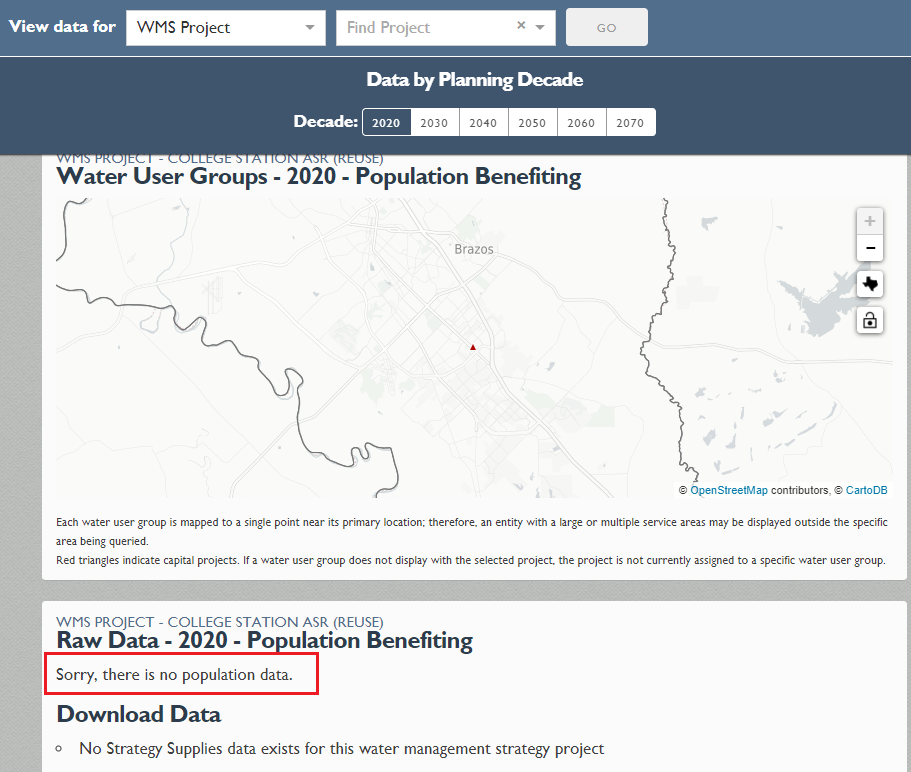 View data for WMS Project Find Project × GO
Data by Planning Decade
Decade: 2020 2030 2040 2050 2060 2070
WMS PROJECT - COLLEGE STATION ASR (REUSE)
Water User Groups - 2020 - Population Benefiting
+
−
Brazos
© OpenStreetMap contributors, © CartoDB
Each water user group is mapped to a single point near its primary location; therefore, an entity with a large or multiple service areas may be displayed outside the specific
area being queried.
Red triangles indicate capital projects. If a water user group does not display with the selected project, the project is not currently assigned to a specific water user group.
WMS PROJECT - COLLEGE STATION ASR (REUSE)
Raw Data - 2020 - Population Benefiting
Sorry, there is no population data.
Download Data
No Strategy Supplies data exists for this water management strategy project